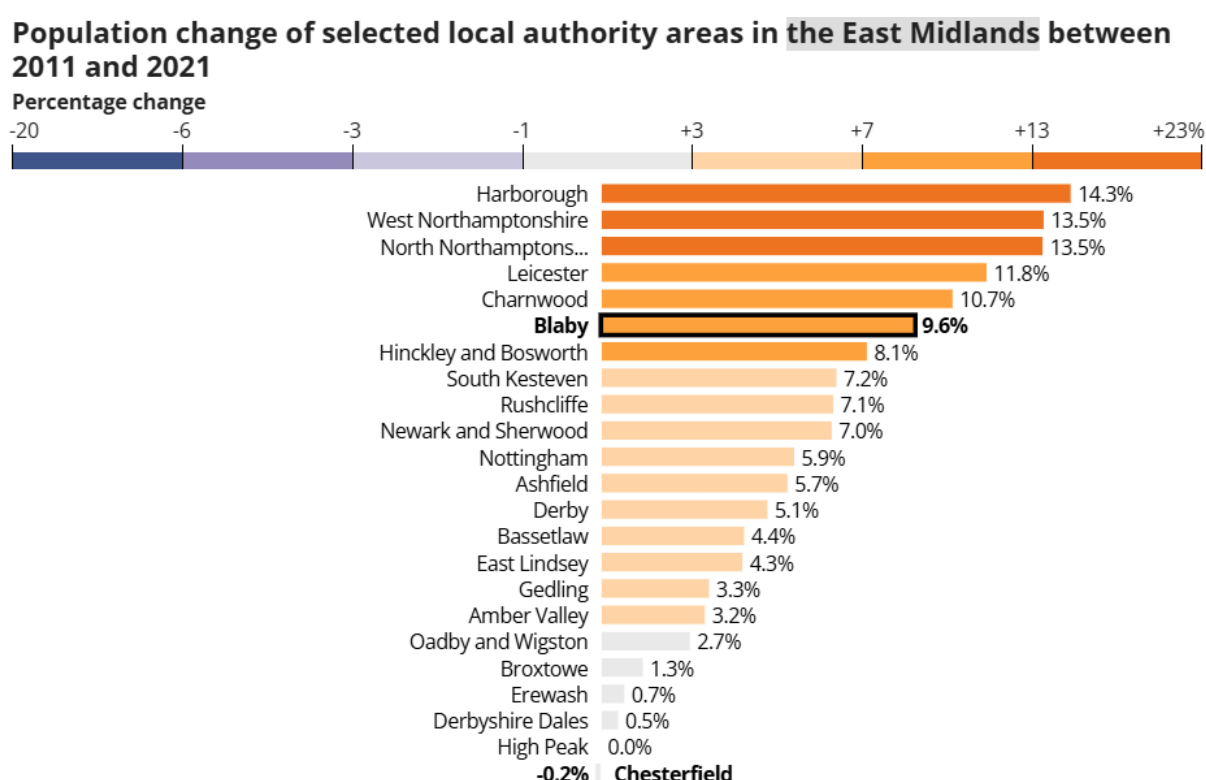 Population change of selected local authority areas in the East Midlands between
2011 and 2021
Percentage change
-20 -6 -3 -1 +3 +7 +13 +23%
Harborough 14.3%
West Northamptonshire 13.5%
North Northamptons... 13.5%
Leicester 11.8%
Charnwood 10.7%
Blaby 9.6%
Hinckley and Bosworth 8.1%
South Kesteven 7.2%
Rushcliffe 7.1%
Newark and Sherwood 7.0%
Nottingham 5.9%
Ashfield 5.7%
Derby 5.1%
Bassetlaw 4.4%
East Lindsey 4.3%
Gedling 3.3%
Amber Valley 3.2%
Oadby and Wigston 2.7%
Broxtowe 1.3%
Erewash 0.7%
Derbyshire Dales 0.5%
High Peak 0.0%
-0.2% Chesterfield